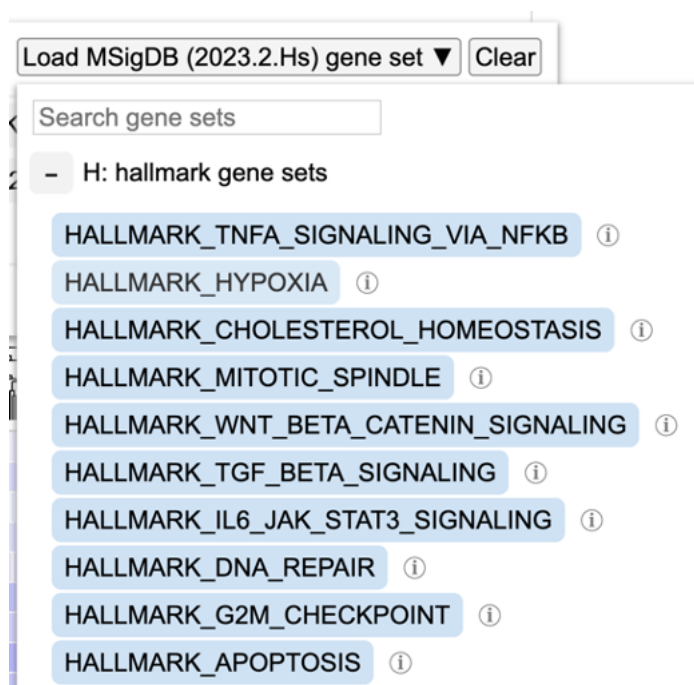 Load MSigDB (2023.2.Hs) gene set ▼ Clear
Search gene sets
– H: hallmark gene sets
HALLMARK_TNFA_SIGNALING_VIA_NFKB ⓘ
HALLMARK_HYPOXIA ⓘ
HALLMARK_CHOLESTEROL_HOMEOSTASIS ⓘ
HALLMARK_MITOTIC_SPINDLE ⓘ
HALLMARK_WNT_BETA_CATENIN_SIGNALING ⓘ
HALLMARK_TGF_BETA_SIGNALING ⓘ
HALLMARK_IL6_JAK_STAT3_SIGNALING ⓘ
HALLMARK_DNA_REPAIR ⓘ
HALLMARK_G2M_CHECKPOINT ⓘ
HALLMARK_APOPTOSIS ⓘ